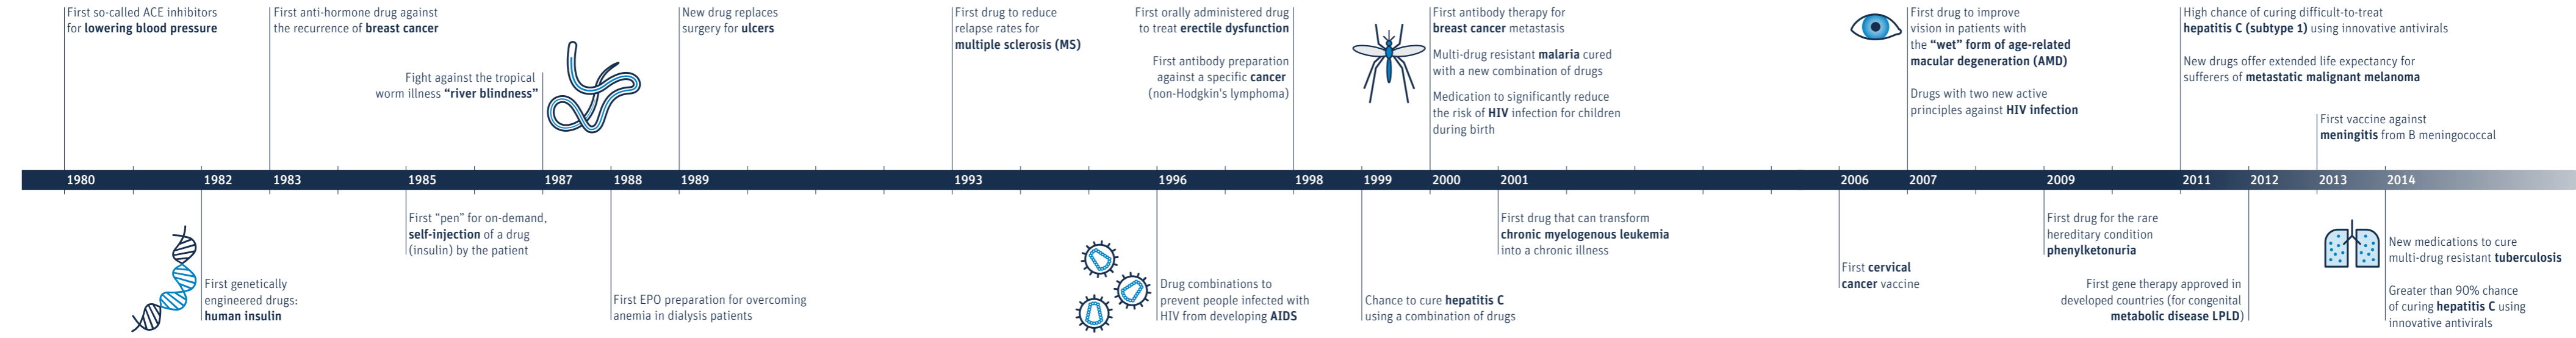 First so-called ACE inhibitors
for lowering blood pressure
First anti-hormone drug against
the recurrence of breast cancer
Fight against the tropical
worm illness “river blindness”
New drug replaces
surgery for ulcers
First drug to reduce
relapse rates for
multiple sclerosis (MS)
First orally administered drug
to treat erectile dysfunction
First antibody preparation
against a specific cancer
(non-Hodgkin's lymphoma)
First antibody therapy for
breast cancer metastasis
Multi-drug resistant malaria cured
with a new combination of drugs
Medication to significantly reduce
the risk of HIV infection for children
during birth
First drug to improve
vision in patients with
the “wet” form of age-related
macular degeneration (AMD)
Drugs with two new active
principles against HIV infection
High chance of curing difficult-to-treat
hepatitis C (subtype 1) using innovative antivirals
New drugs offer extended life expectancy for
sufferers of metastatic malignant melanoma
First vaccine against
meningitis from B meningococcal
1980 1982 1983 1985 1987 1988 1989 1993 1996 1998 1999 2000 2001 2006 2007 2009 2011 2012 2013 2014
First genetically
engineered drugs:
human insulin
First “pen” for on-demand,
self-injection of a drug
(insulin) by the patient
First EPO preparation for overcoming
anemia in dialysis patients
Drug combinations to
prevent people infected with
HIV from developing AIDS
Chance to cure hepatitis C
using a combination of drugs
First drug that can transform
chronic myelogenous leukemia
into a chronic illness
First cervical
cancer vaccine
First drug for the rare
hereditary condition
phenylketonuria
First gene therapy approved in
developed countries (for congenital
metabolic disease LPLD)
New medications to cure
multi-drug resistant tuberculosis
Greater than 90% chance
of curing hepatitis C using
innovative antivirals